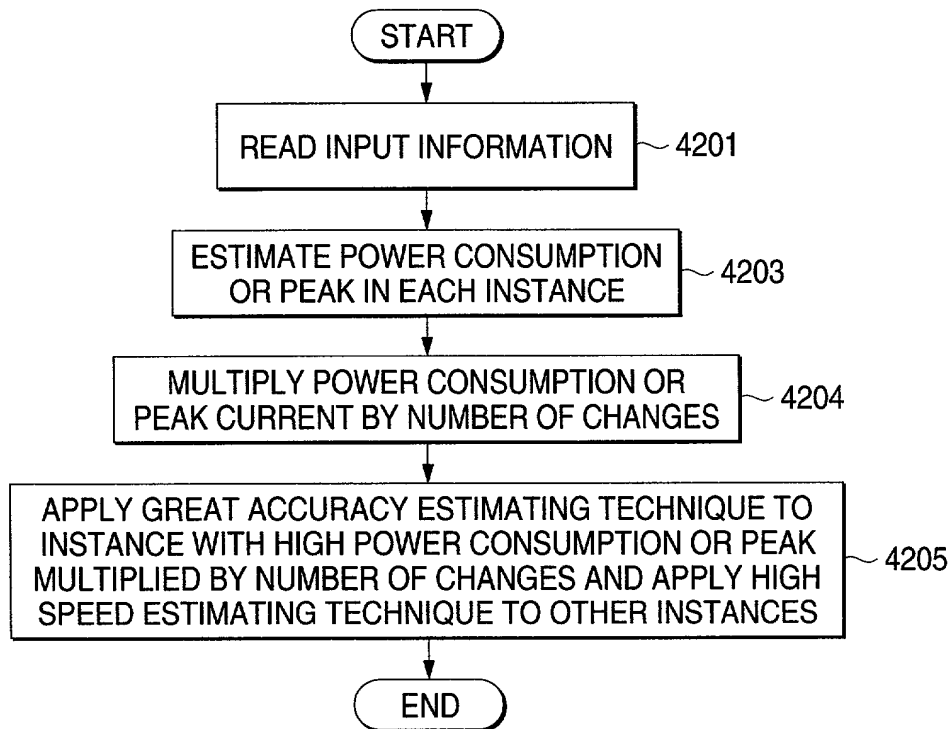 START
READ INPUT INFORMATION
4201
ESTIMATE POWER CONSUMPTION
OR PEAK IN EACH INSTANCE
4203
MULTIPLY POWER CONSUMPTION OR
PEAK CURRENT BY NUMBER OF CHANGES
4204
APPLY GREAT ACCURACY ESTIMATING TECHNIQUE TO
INSTANCE WITH HIGH POWER CONSUMPTION OR PEAK
MULTIPLIED BY NUMBER OF CHANGES AND APPLY HIGH
SPEED ESTIMATING TECHNIQUE TO OTHER INSTANCES
4205
END